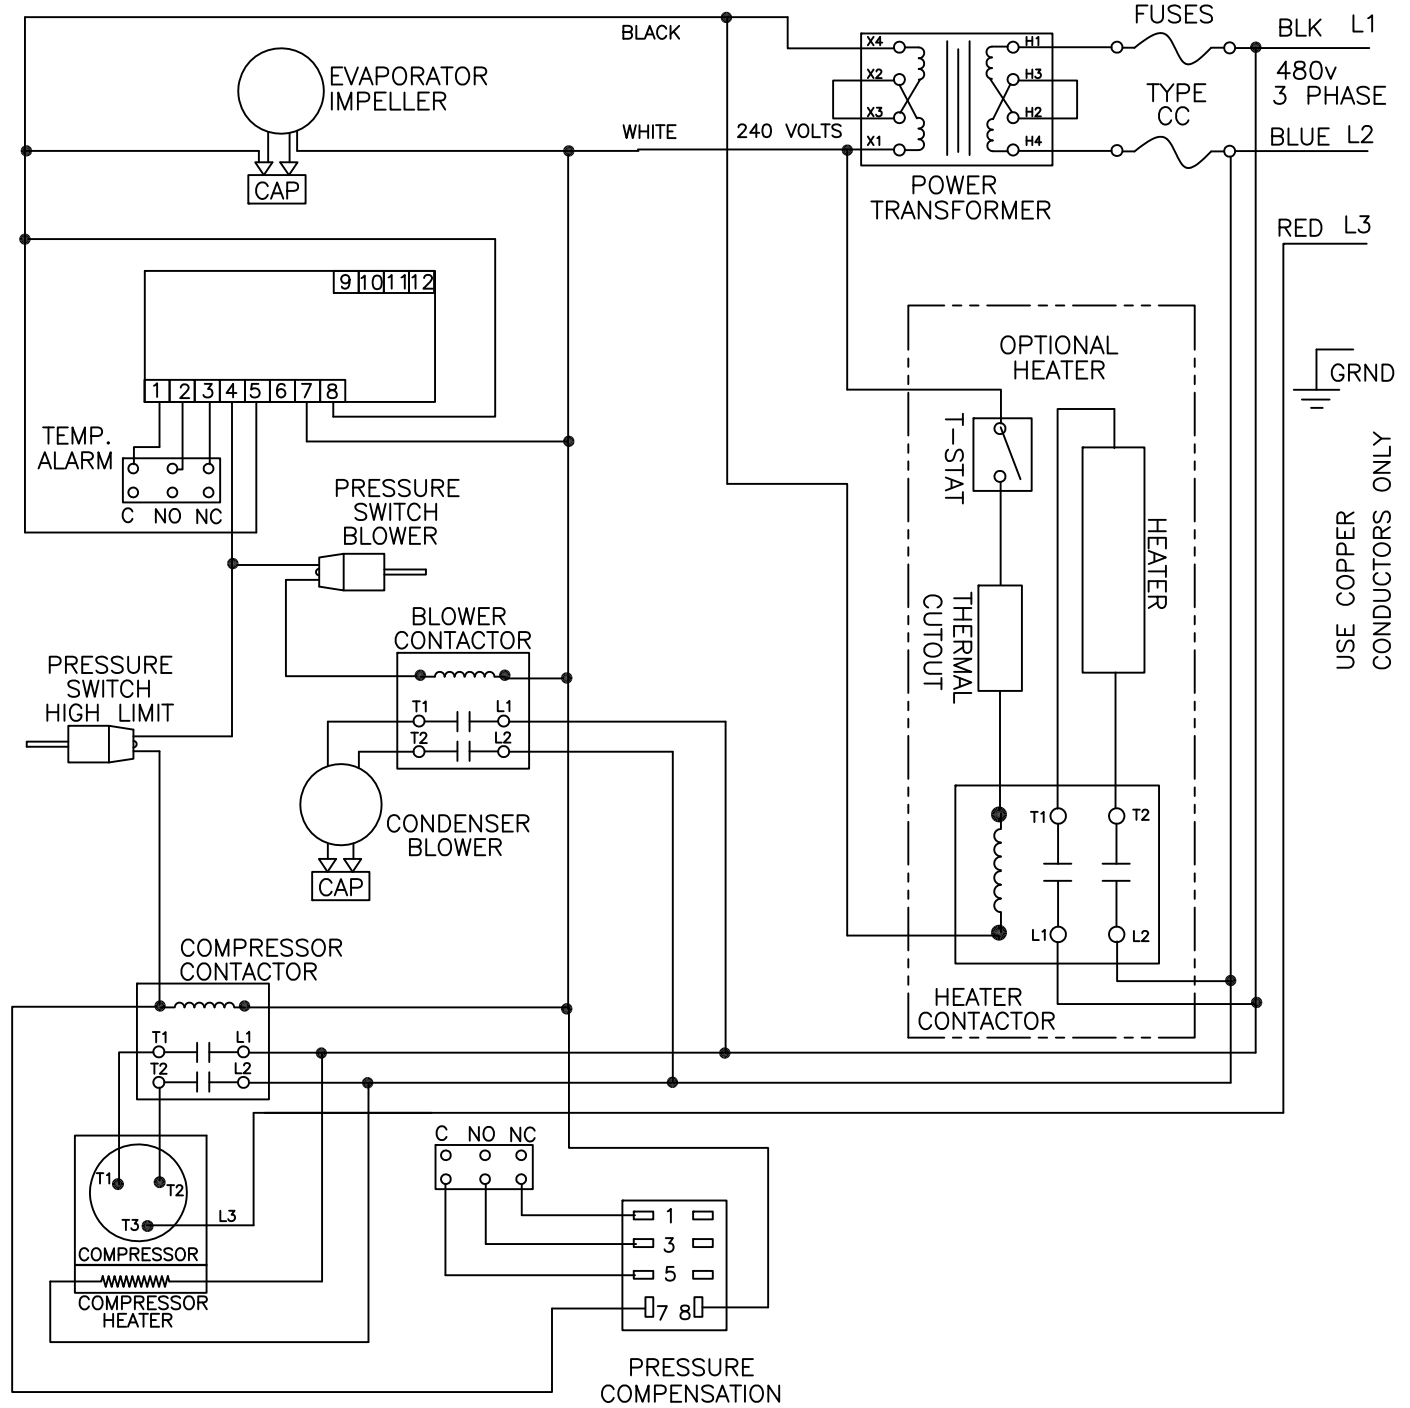 FUSES
BLK L1
BLACK
X4
H1
480v
3 PHASE
EVAPORATOR
IMPELLER
X2
H3
TYPE
CC
X3
H2
WHITE
240 VOLTS
X1
H4
BLUE L2
CAP
POWER
TRANSFORMER
RED L3
9 10 11 12
OPTIONAL
HEATER
GRND
1 2 3 4 5 6 7 8
TEMP.
ALARM
C NO NC
T-STAT
PRESSURE
SWITCH
BLOWER
HEATER
USE COPPER
CONDUCTORS ONLY
THERMAL
CUTOUT
BLOWER
CONTACTOR
PRESSURE
SWITCH
HIGH LIMIT
T1 L1
T2 L2
CONDENSER
BLOWER
CAP
T1 T2
L1 L2
HEATER
CONTACTOR
COMPRESSOR
CONTACTOR
T1 L1
T2 L2
C NO NC
T1
T2
T3
L3
COMPRESSOR
COMPRESSOR
HEATER
1
3
5
7 8
PRESSURE
COMPENSATION